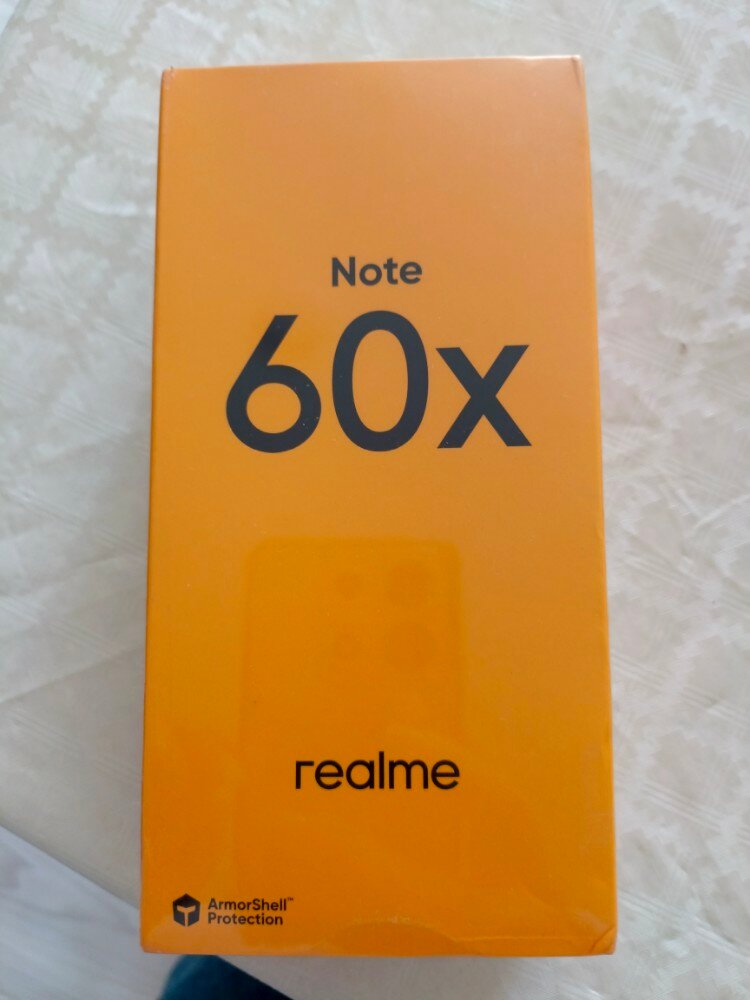 Note
60x
realme
ArmorShell™
Protection